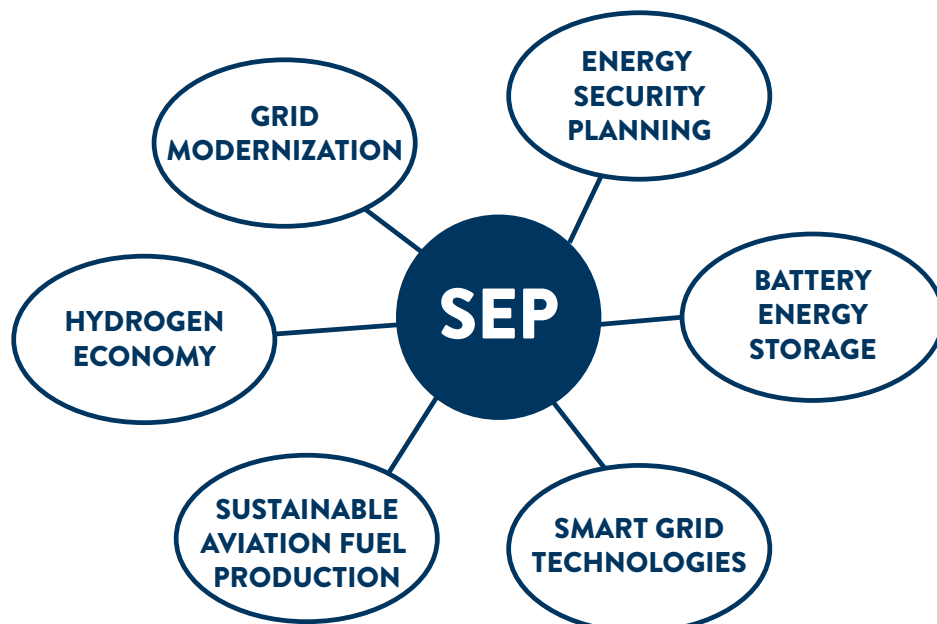 ENERGY
SECURITY
PLANNING
GRID
MODERNIZATION
BATTERY
ENERGY
STORAGE
SEP
HYDROGEN
ECONOMY
SUSTAINABLE
AVIATION FUEL
PRODUCTION
SMART GRID
TECHNOLOGIES